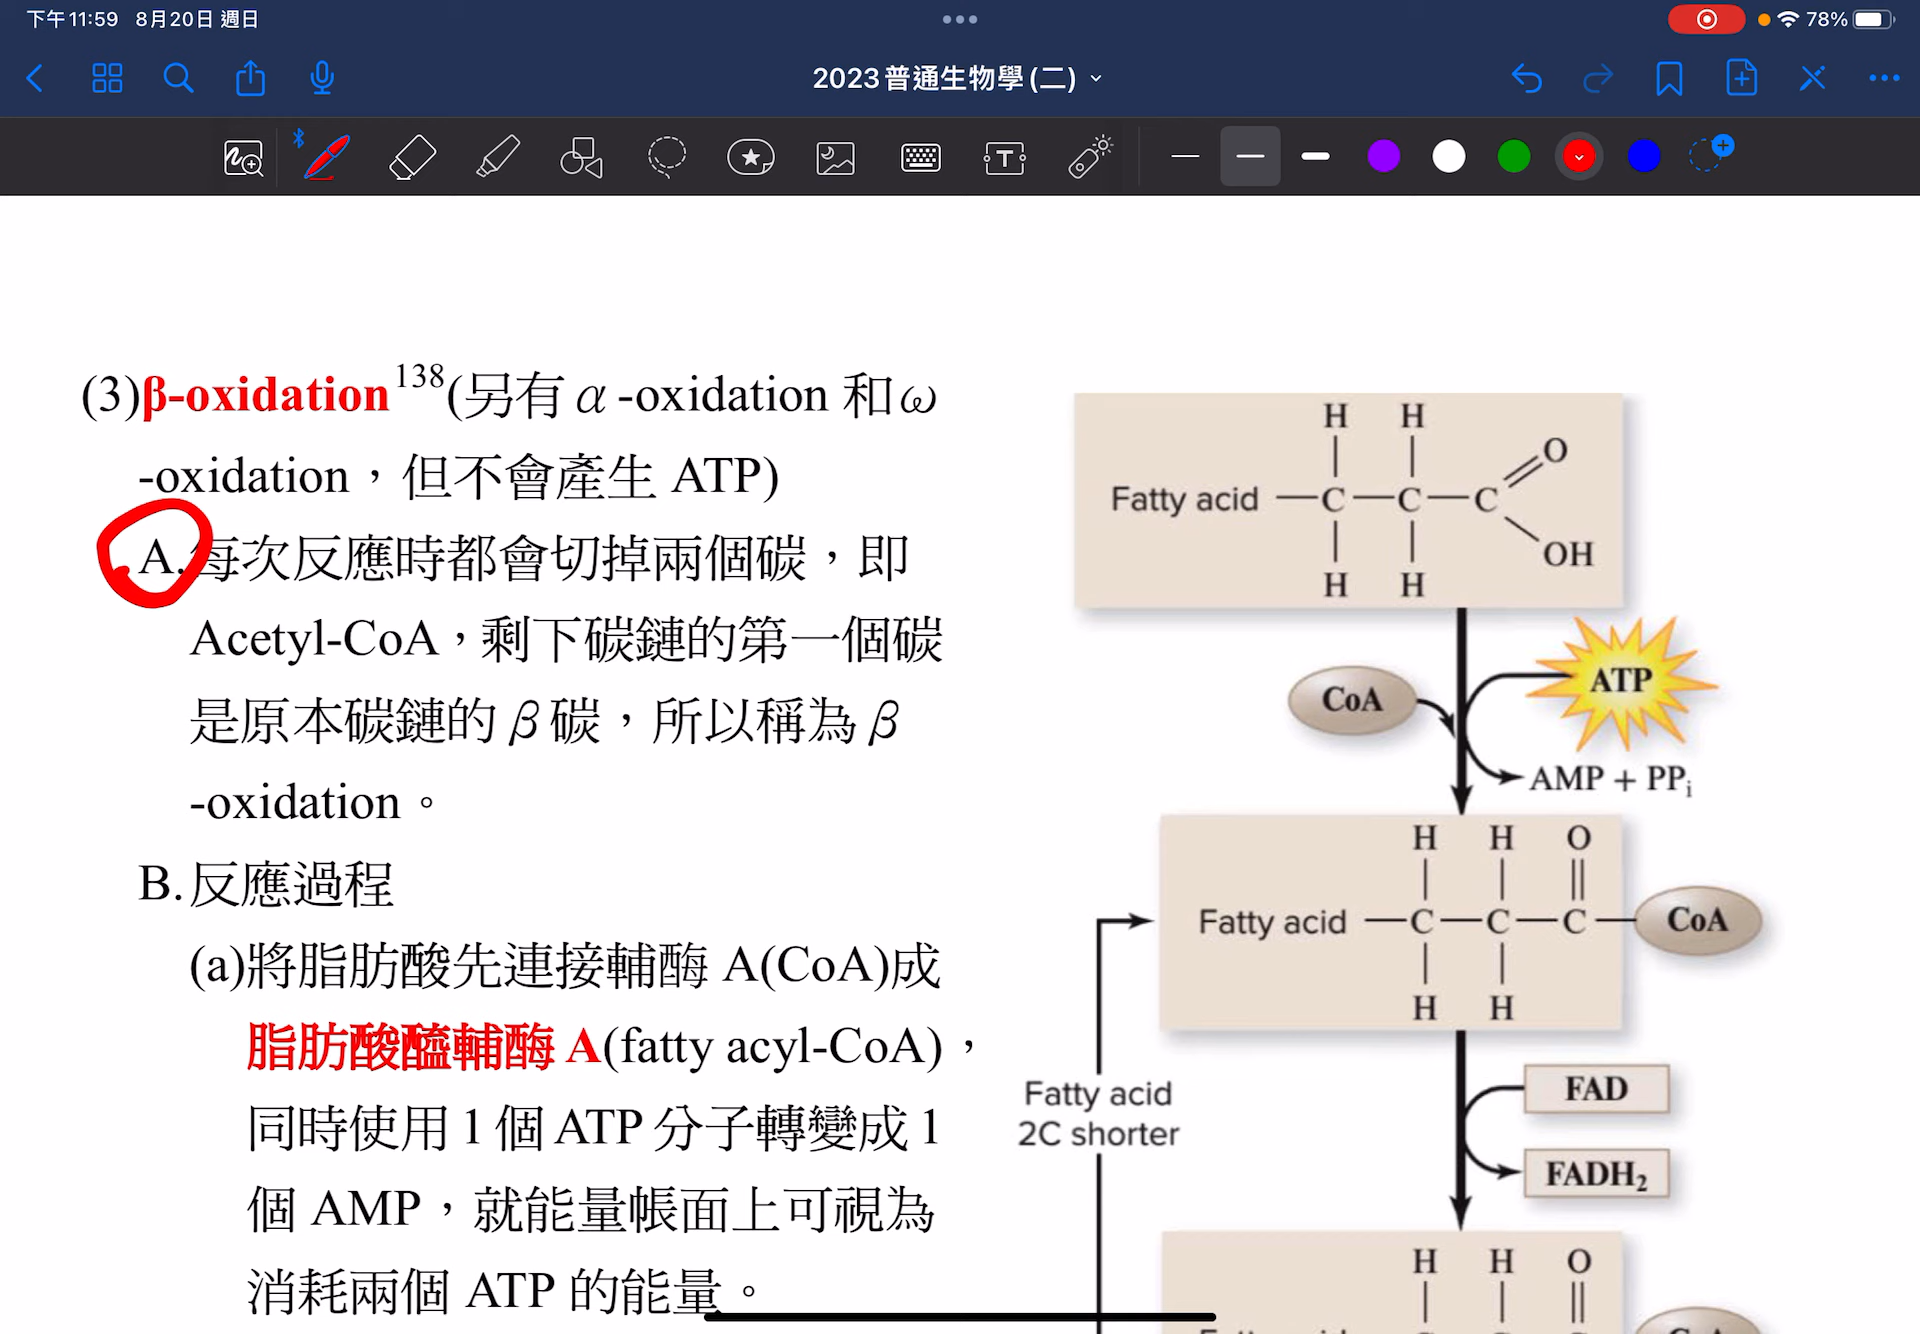 下午11:59 8月20日 週日
78%
2023普通生物學(二)
(3)β-oxidation138(另有α-oxidation 和ω
-oxidation，但不會產生 ATP)
A.每次反應時都會切掉兩個碳，即
Acetyl-CoA，剩下碳鏈的第一個碳
是原本碳鏈的β碳，所以稱為β
-oxidation。
B.反應過程
(a)將脂肪酸先連接輔酶 A(CoA)成
脂肪酸醯輔酶 A(fatty acyl-CoA)，
同時使用 1 個 ATP 分子轉變成 1
個 AMP，就能量帳面上可視為
消耗兩個 ATP 的能量。
H H
O
Fatty acid —C—C—C
OH
H H
ATP
CoA
AMP + PPi
H H O
Fatty acid —C—C—C— CoA
H H
FAD
Fatty acid
2C shorter
FADH2
H H O